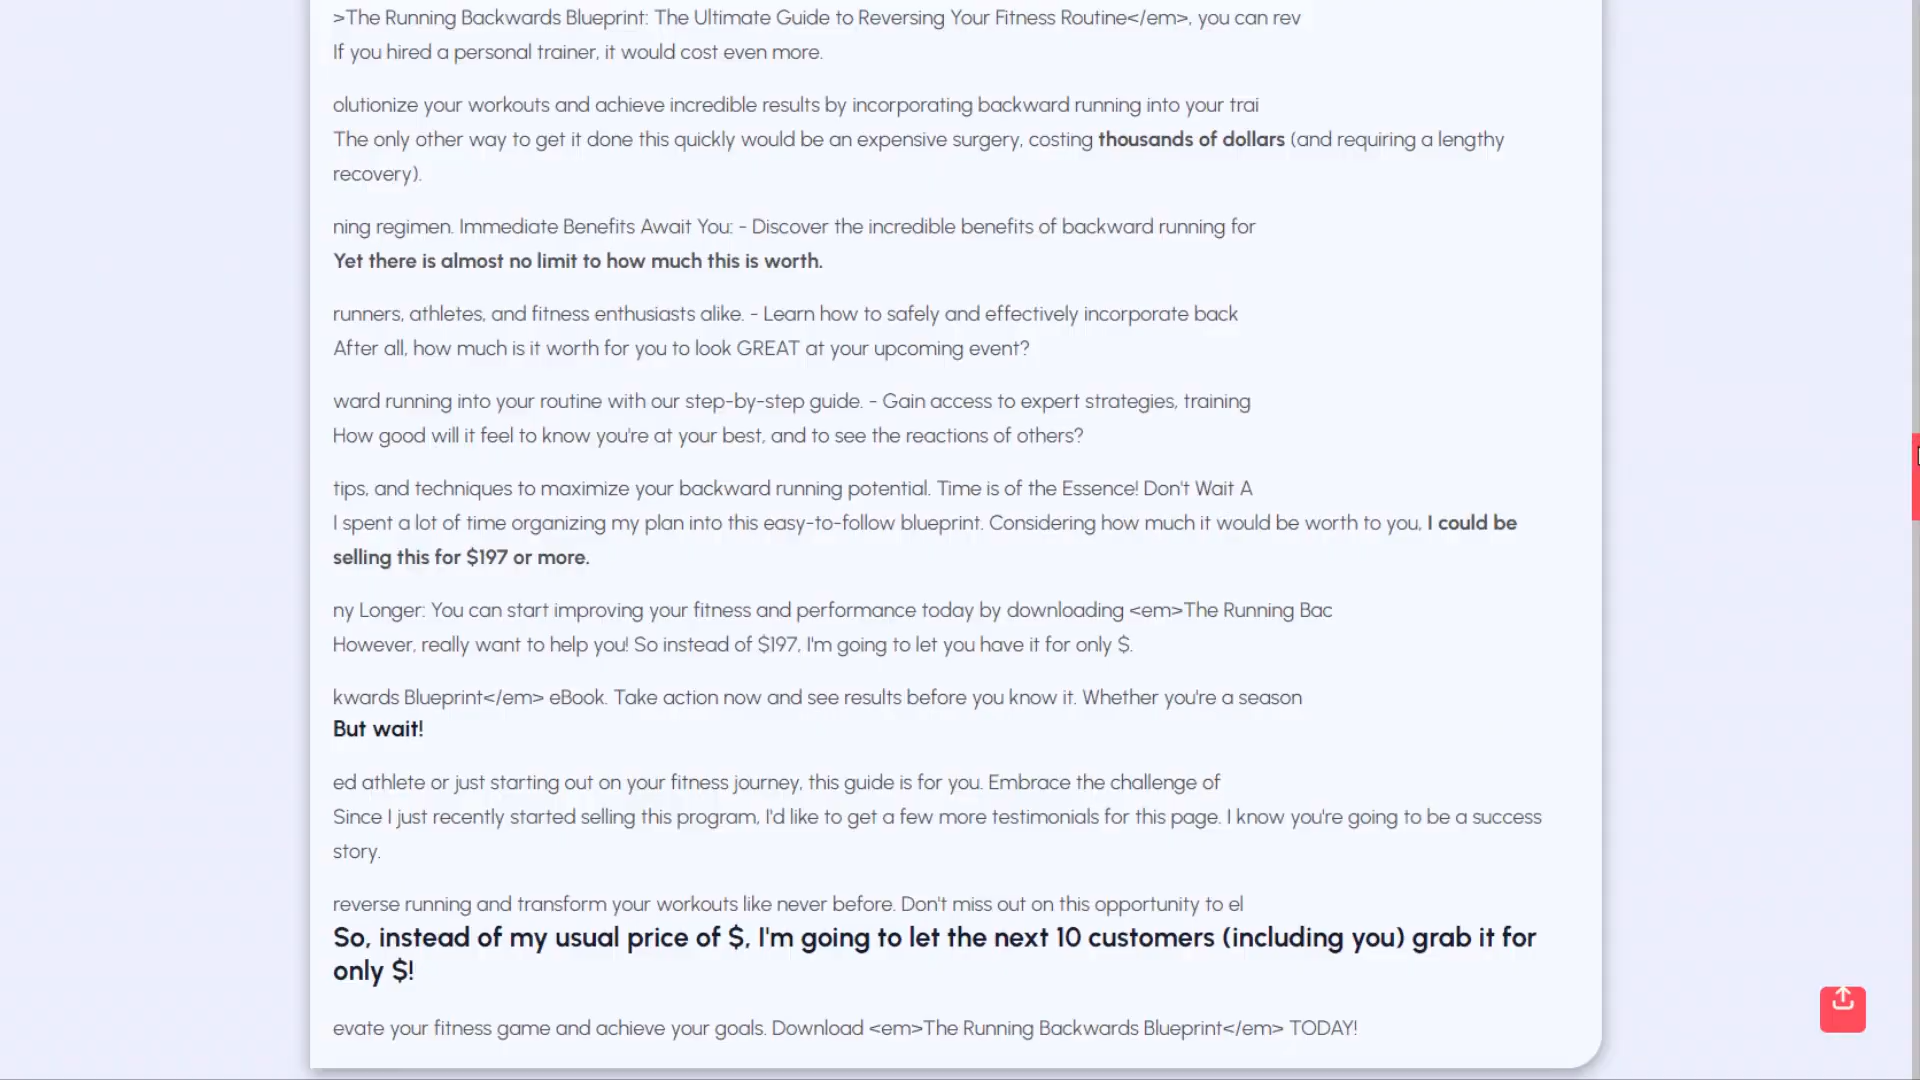 >The Running Backwards Blueprint: The Ultimate Guide to Reversing Your Fitness Routine</em>, you can rev
If you hired a personal trainer, it would cost even more.
olutionize your workouts and achieve incredible results by incorporating backward running into your trai
The only other way to get it done this quickly would be an expensive surgery, costing thousands of dollars (and requiring a lengthy
recovery).
ning regimen. Immediate Benefits Await You: - Discover the incredible benefits of backward running for
Yet there is almost no limit to how much this is worth.
runners, athletes, and fitness enthusiasts alike. - Learn how to safely and effectively incorporate back
After all, how much is it worth for you to look GREAT at your upcoming event?
ward running into your routine with our step-by-step guide. - Gain access to expert strategies, training
How good will it feel to know you're at your best, and to see the reactions of others?
tips, and techniques to maximize your backward running potential. Time is of the Essence! Don't Wait A
I spent a lot of time organizing my plan into this easy-to-follow blueprint. Considering how much it would be worth to you, I could be
selling this for $197 or more.
ny Longer: You can start improving your fitness and performance today by downloading <em>The Running Bac
However, really want to help you! So instead of $197, I'm going to let you have it for only $.
kwards Blueprint</em> eBook. Take action now and see results before you know it. Whether you're a season
But wait!
ed athlete or just starting out on your fitness journey, this guide is for you. Embrace the challenge of
Since I just recently started selling this program, I'd like to get a few more testimonials for this page. I know you're going to be a success
story.
reverse running and transform your workouts like never before. Don't miss out on this opportunity to el
So, instead of my usual price of $, I'm going to let the next 10 customers (including you) grab it for
only $!
evate your fitness game and achieve your goals. Download <em>The Running Backwards Blueprint</em> TODAY!